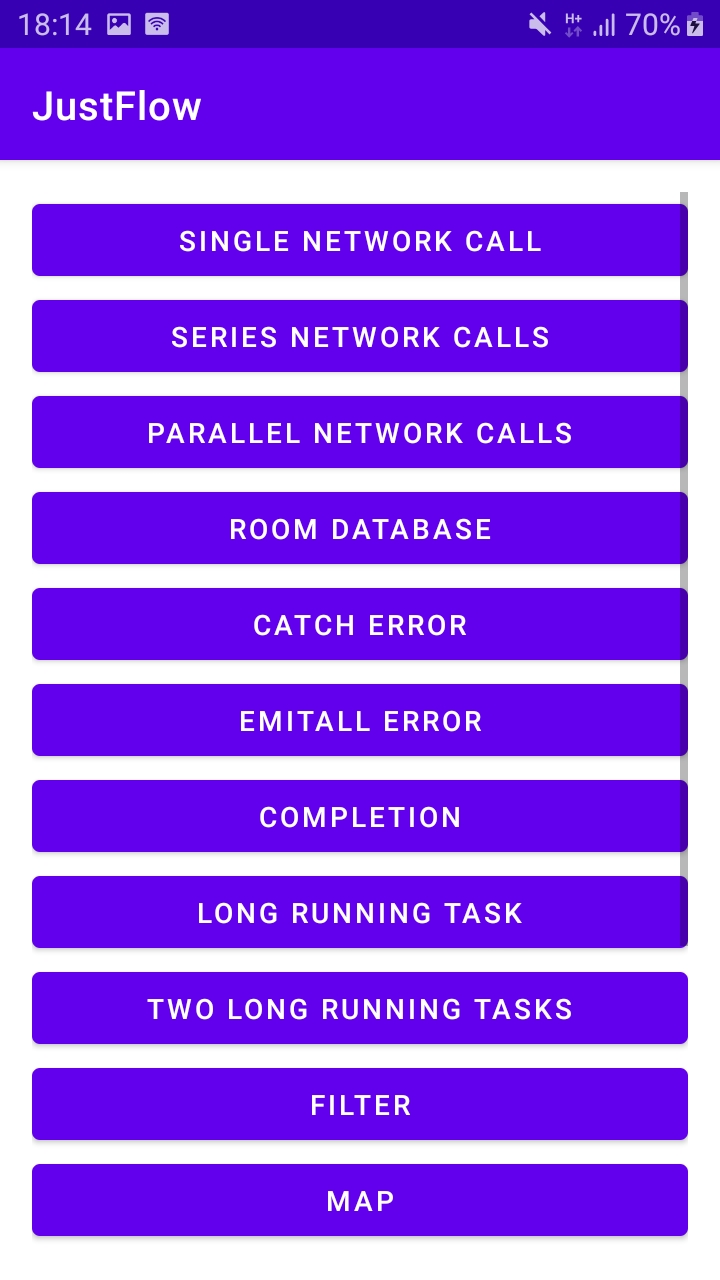 18:14
H+
70%
JustFlow
SINGLE NETWORK CALL
SERIES NETWORK CALLS
PARALLEL NETWORK CALLS
ROOM DATABASE
CATCH ERROR
EMITALL ERROR
COMPLETION
LONG RUNNING TASK
TWO LONG RUNNING TASKS
FILTER
MAP